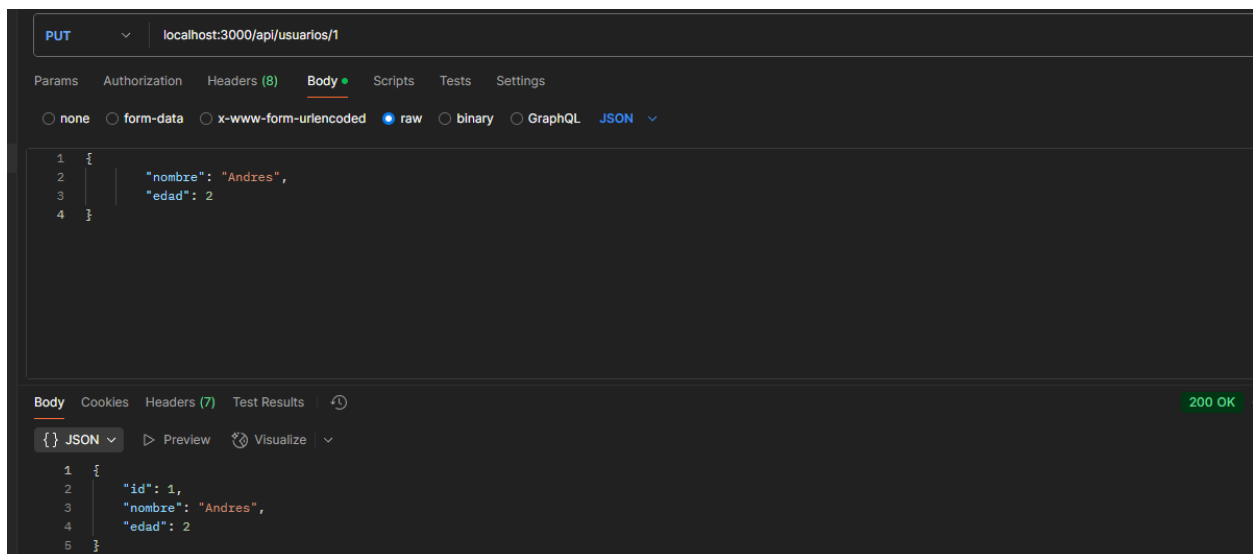 PUT localhost:3000/api/usuarios/1
Params Authorization Headers (8) Body Scripts Tests Settings
none form-data x-www-form-urlencoded raw binary GraphQL JSON
1 {
2 "nombre": "Andres",
3 "edad": 2
4 }
Body Cookies Headers (7) Test Results 200 OK
{} JSON Preview Visualize
1 {
2 "id": 1,
3 "nombre": "Andres",
4 "edad": 2
5 }